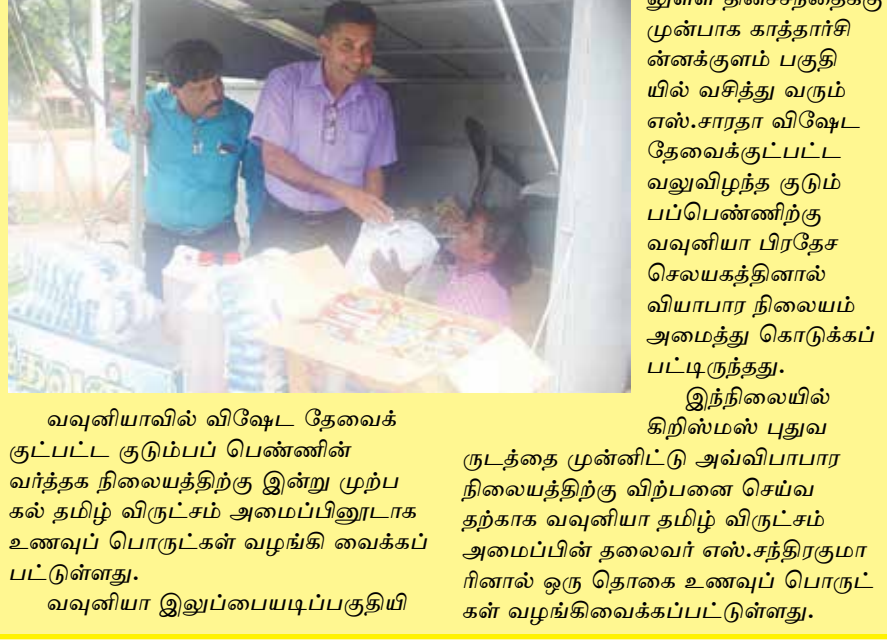 வவுனியாவில் விஷேட தேவைக்
குட்பட்ட குடும்பப் பெண்ணின்
வர்த்தக நிலையத்திற்கு இன்று முற்ப
கல் தமிழ் விருட்சம் அமைப்பினூடாக
உணவுப் பொருட்கள் வழங்கி வைக்கப்
பட்டுள்ளது.
வவுனியா இலுப்பையடிப்பகுதியி
லுள்ள தினச்சந்தைக்கு
முன்பாக காத்தார்சி
ன்னக்குளம் பகுதி
யில் வசித்து வரும்
எஸ்.சாரதா விஷேட
தேவைக்குட்பட்ட
வலுவிழந்த குடும்
பப்பெண்ணிற்கு
வவுனியா பிரதேச
செலயகத்தினால்
வியாபார நிலையம்
அமைத்து கொடுக்கப்
பட்டிருந்தது.
இந்நிலையில்
கிறிஸ்மஸ் புதுவ
ருடத்தை முன்னிட்டு அவ்விபாபார
நிலையத்திற்கு விற்பனை செய்வ
தற்காக வவுனியா தமிழ் விருட்சம்
அமைப்பின் தலைவர் எஸ்.சந்திரகுமா
ரினால் ஒரு தொகை உணவுப் பொருட்
கள் வழங்கிவைக்கப்பட்டுள்ளது.